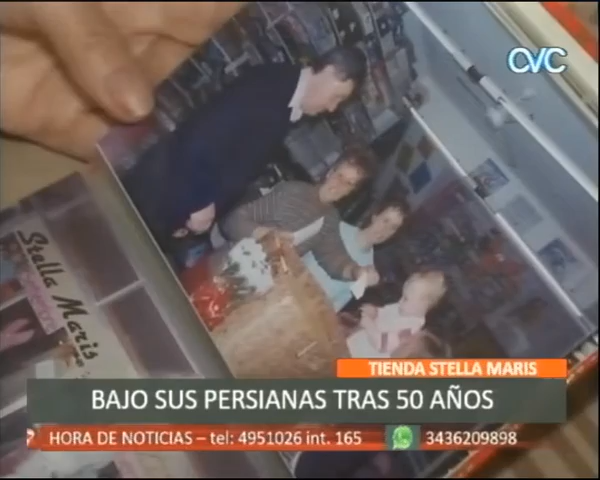 CVC
Stella Maris
TIENDA STELLA MARIS
BAJO SUS PERSIANAS TRAS 50 AÑOS
HORA DE NOTICIAS – tel: 4951026 int. 165 3436209898